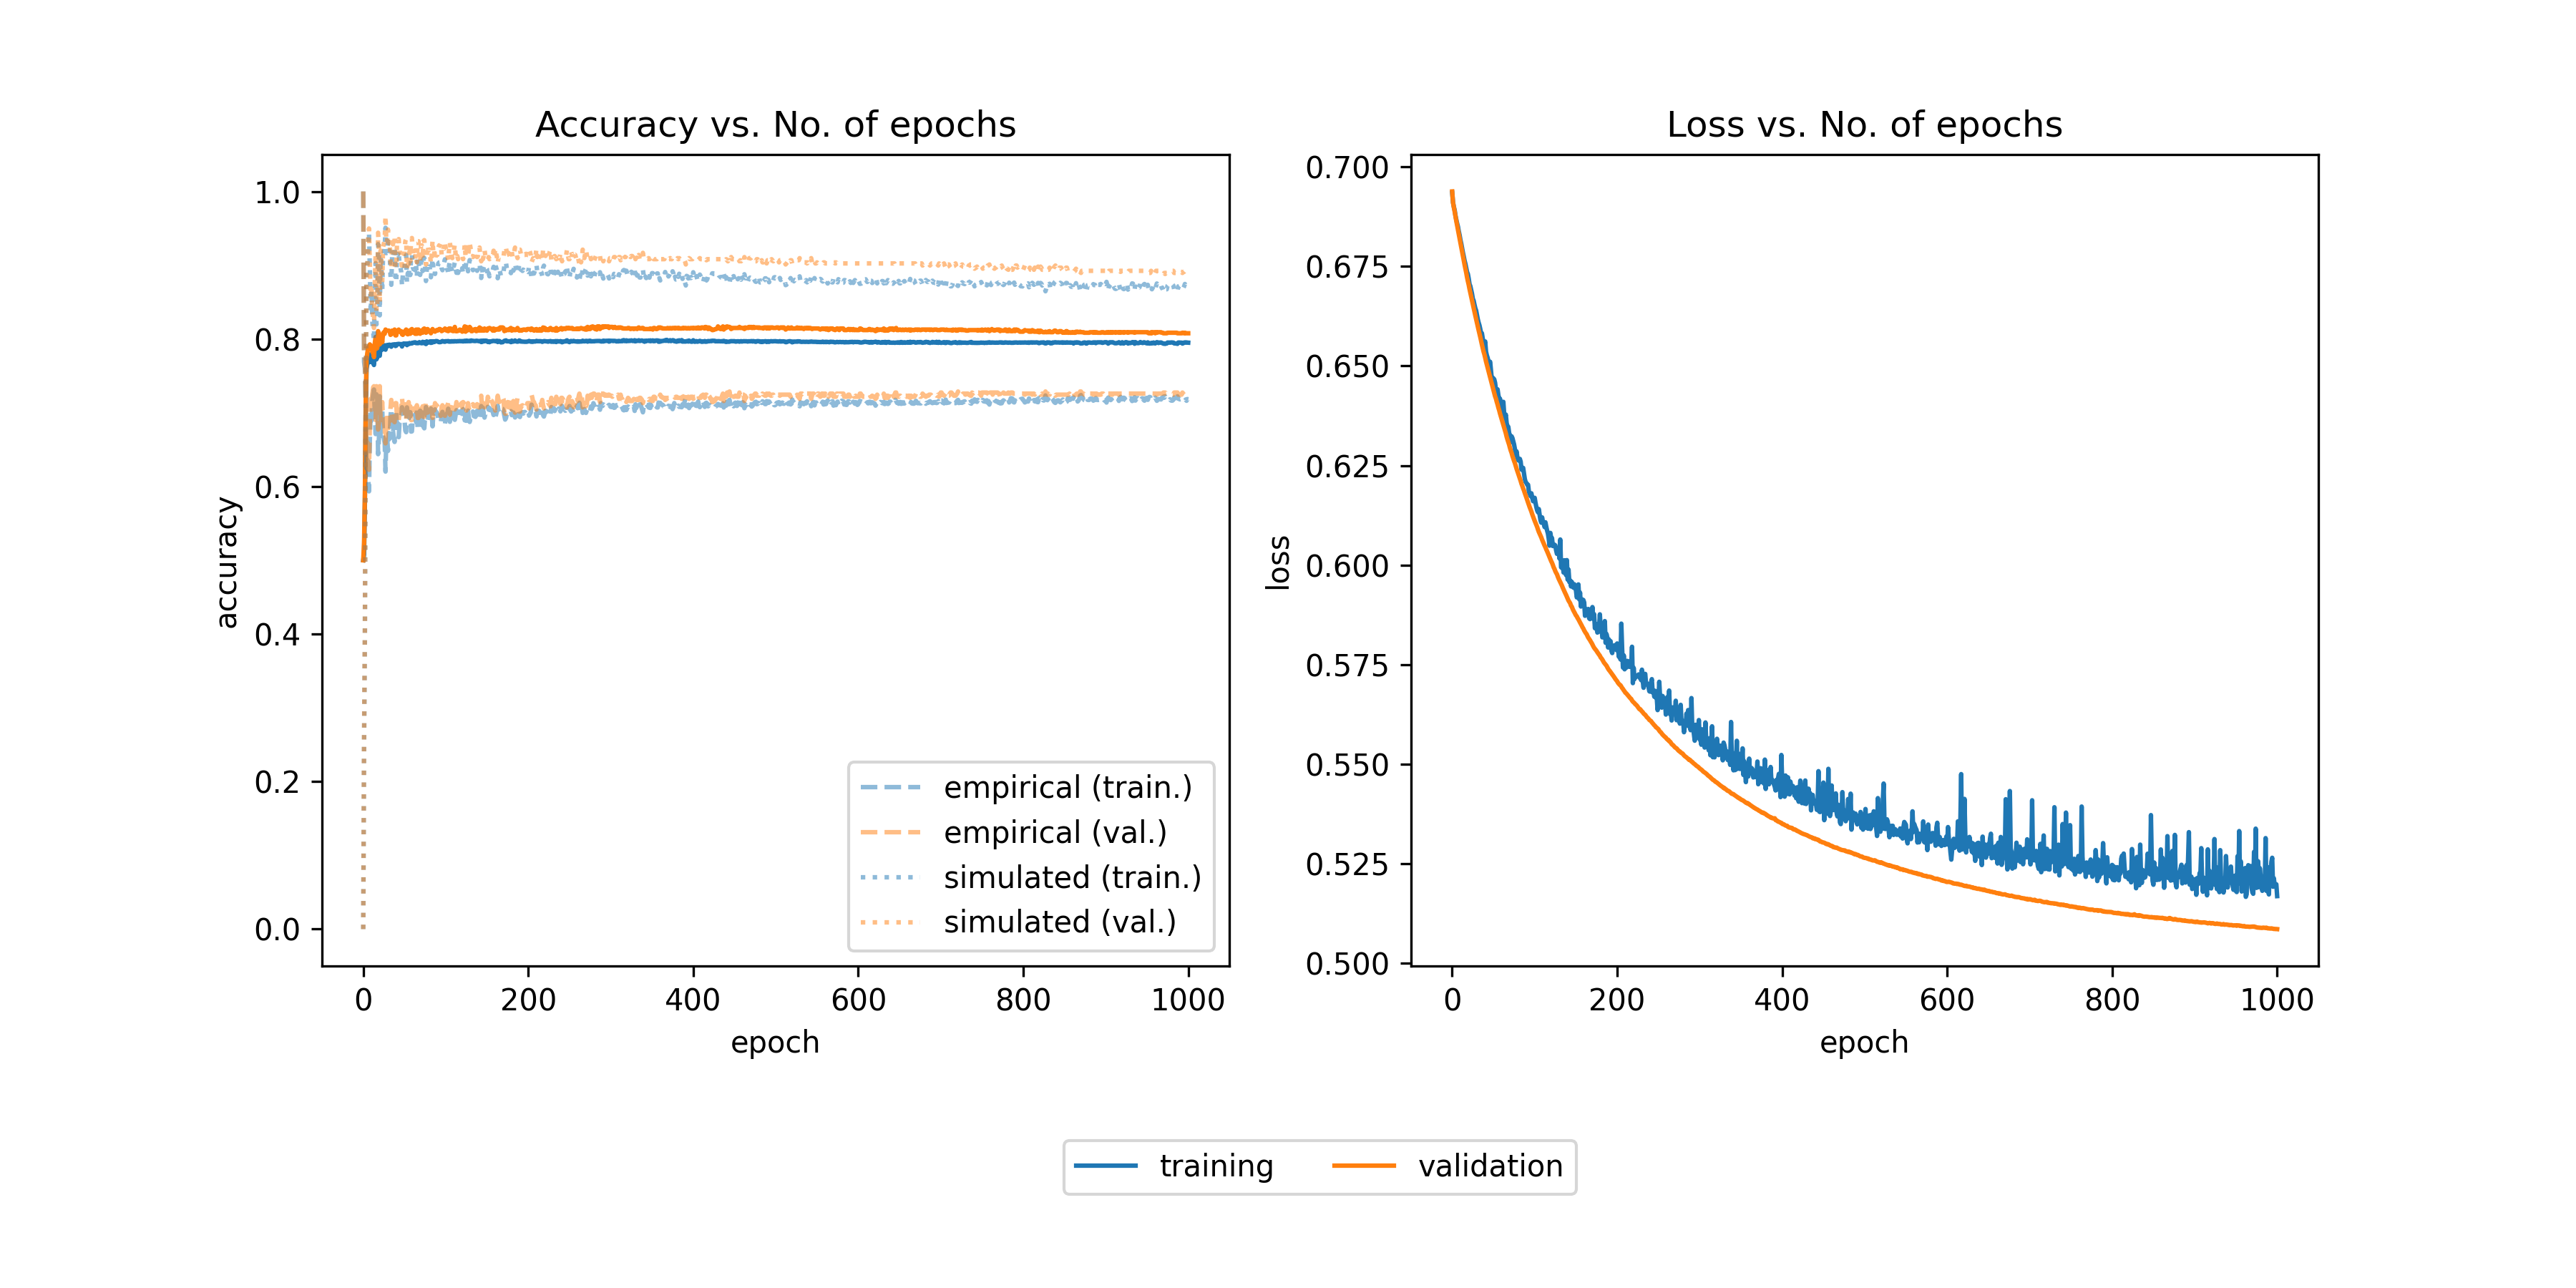 Accuracy vs. No. of epochs
1.0
0.8
0.6
0.4
0.2
0.0
accuracy
0 200 400 600 800 1000
epoch
empirical (train.)
empirical (val.)
simulated (train.)
simulated (val.)
Loss vs. No. of epochs
0.700
0.675
0.650
0.625
0.600
0.575
0.550
0.525
0.500
loss
0 200 400 600 800 1000
epoch
training validation